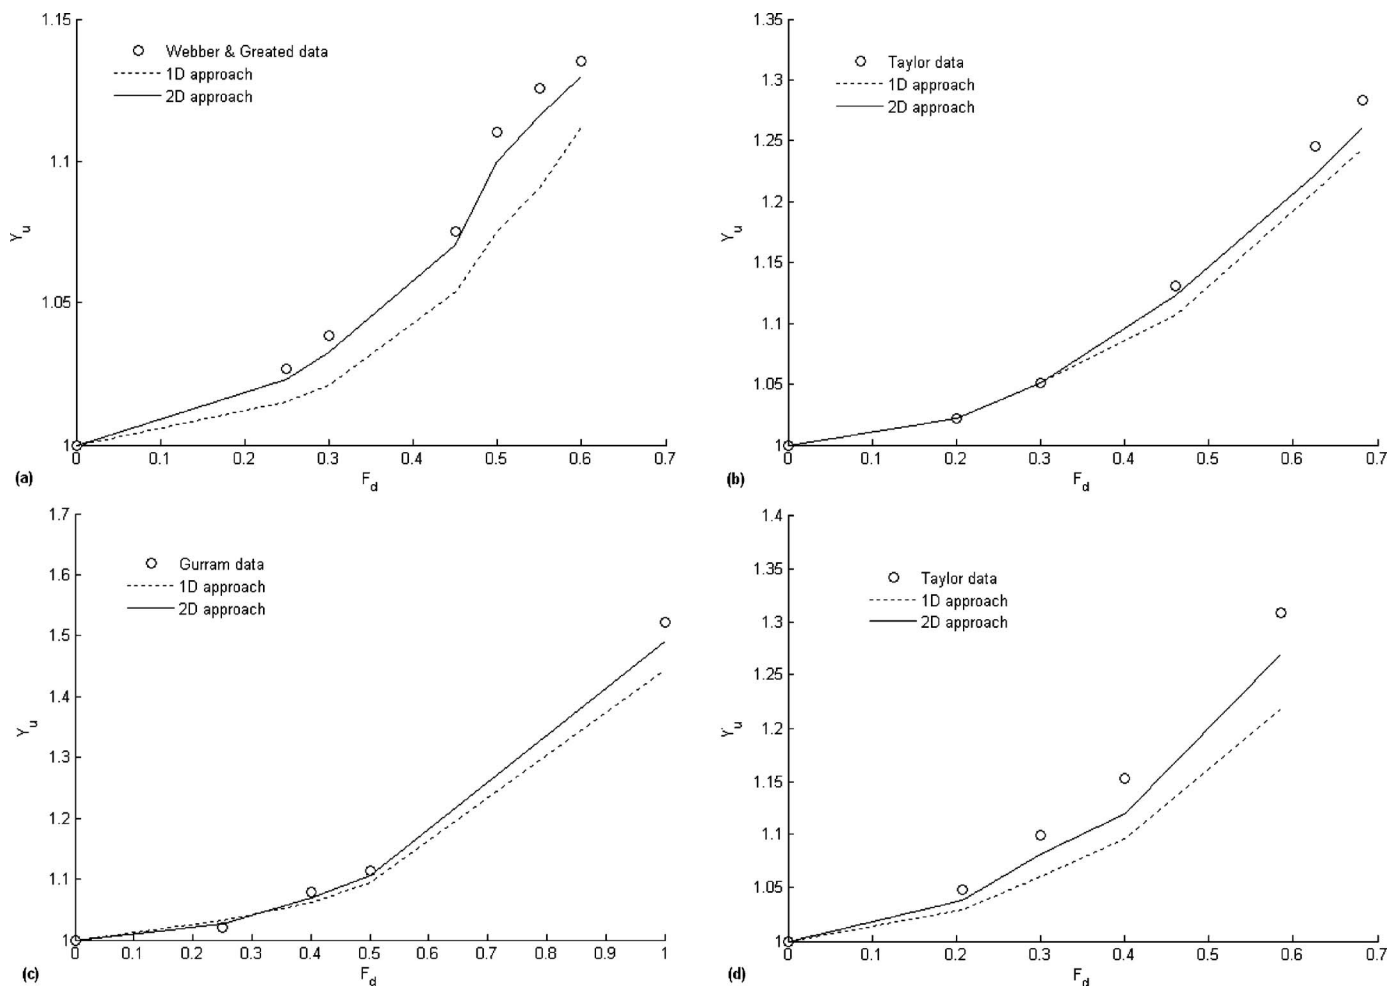 1.15
Webber & Greated data
1D approach
2D approach
1.1
Y_u
1.05
1
0 0.1 0.2 0.3 0.4 0.5 0.6 0.7
(a)
F_d
1.35
Taylor data
1.3
1D approach
2D approach
1.25
1.2
Y_u
1.15
1.1
1.05
1
0 0.1 0.2 0.3 0.4 0.5 0.6 0.7
(b)
F_d
1.7
Gurram data
1D approach
1.6
2D approach
1.5
1.4
Y_u
1.3
1.2
1.1
1
0 0.1 0.2 0.3 0.4 0.5 0.6 0.7 0.8 0.9 1
(c)
F_d
1.4
Taylor data
1.35
1D approach
2D approach
1.3
1.25
1.2
Y_u
1.15
1.1
1.05
1
0 0.1 0.2 0.3 0.4 0.5 0.6 0.7
(d)
F_d